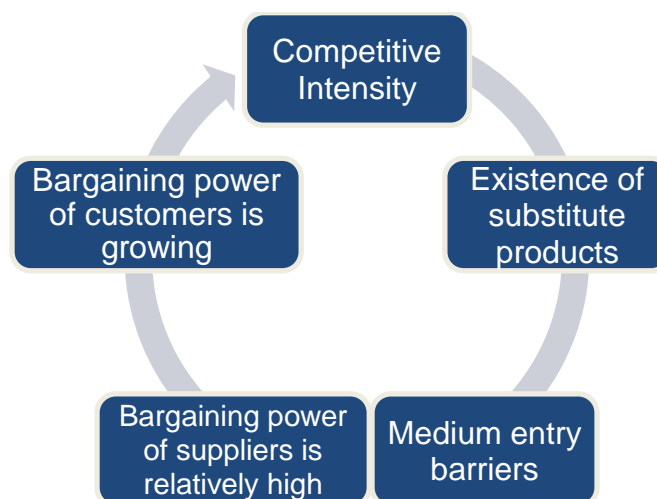 Competitive
Intensity
Existence of
substitute
products
Medium entry
barriers
Bargaining power
of suppliers is
relatively high
Bargaining power
of customers is
growing